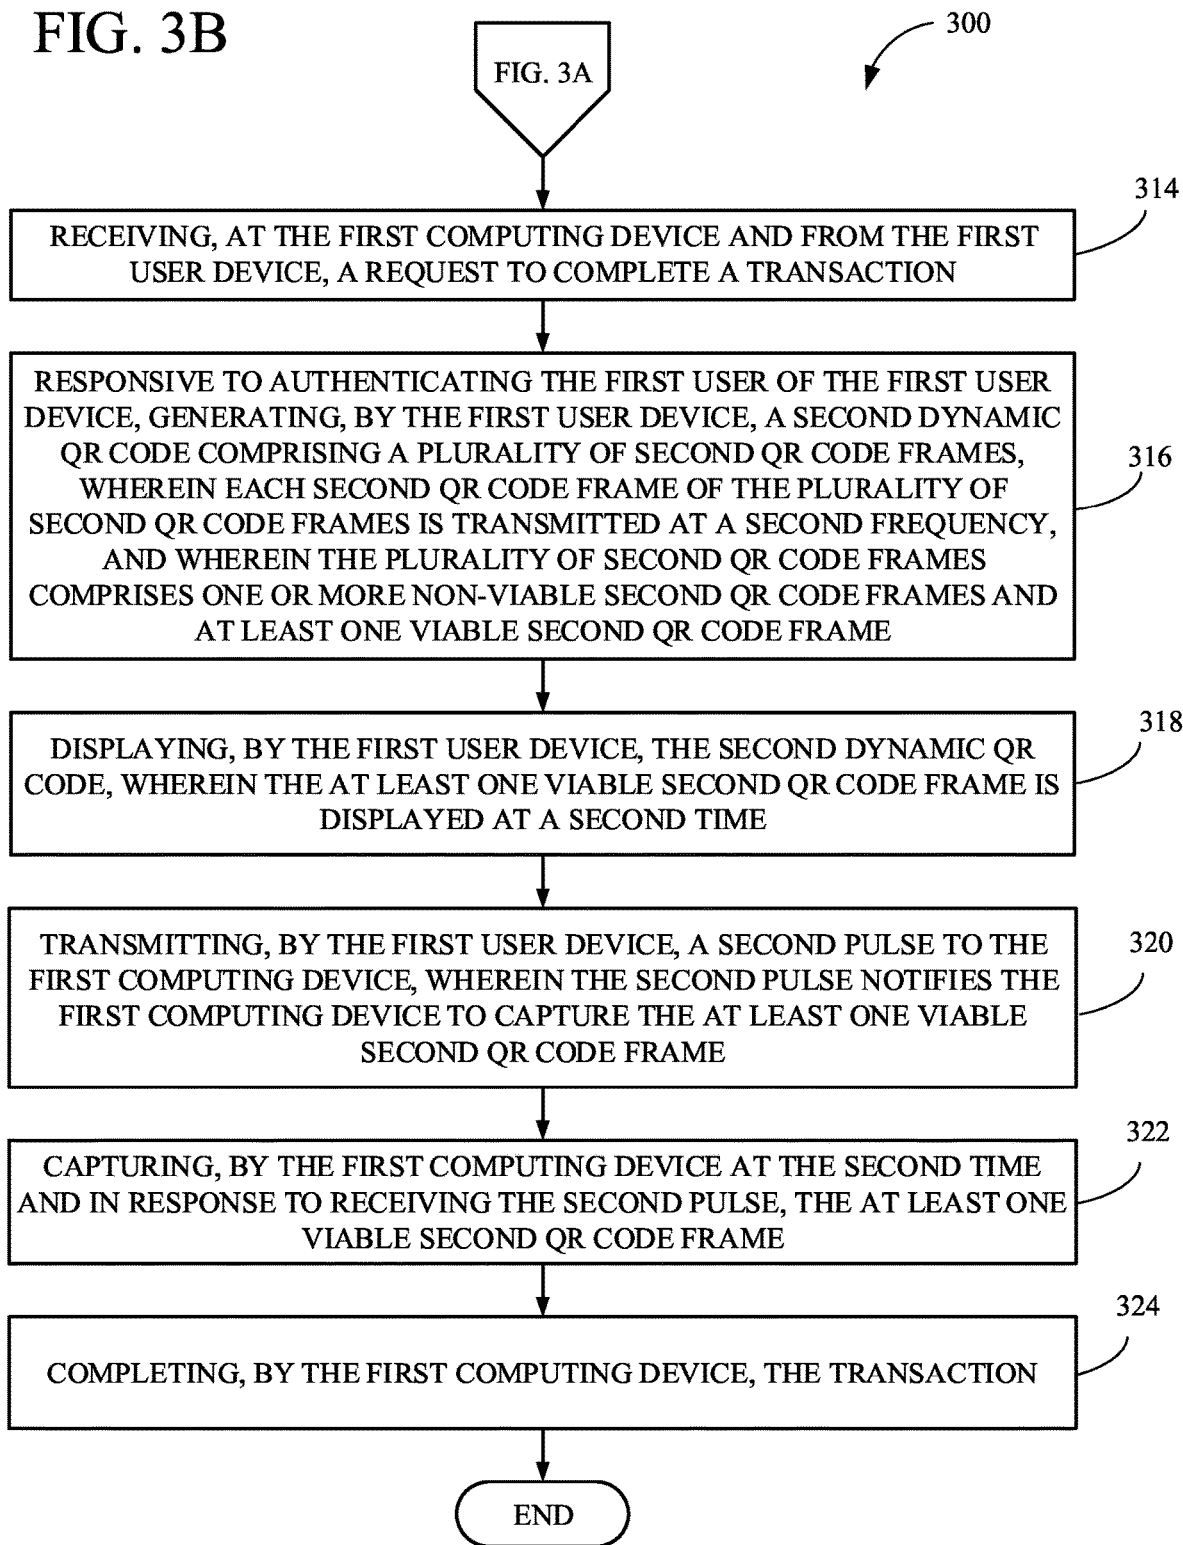 FIG. 3B
FIG. 3A
300
314
RECEIVING, AT THE FIRST COMPUTING DEVICE AND FROM THE FIRST
USER DEVICE, A REQUEST TO COMPLETE A TRANSACTION
RESPONSIVE TO AUTHENTICATING THE FIRST USER OF THE FIRST USER
DEVICE, GENERATING, BY THE FIRST USER DEVICE, A SECOND DYNAMIC
QR CODE COMPRISING A PLURALITY OF SECOND QR CODE FRAMES,
WHEREIN EACH SECOND QR CODE FRAME OF THE PLURALITY OF
SECOND QR CODE FRAMES IS TRANSMITTED AT A SECOND FREQUENCY,
AND WHEREIN THE PLURALITY OF SECOND QR CODE FRAMES
COMPRISES ONE OR MORE NON-VIABLE SECOND QR CODE FRAMES AND
AT LEAST ONE VIABLE SECOND QR CODE FRAME
316
318
DISPLAYING, BY THE FIRST USER DEVICE, THE SECOND DYNAMIC QR
CODE, WHEREIN THE AT LEAST ONE VIABLE SECOND QR CODE FRAME IS
DISPLAYED AT A SECOND TIME
TRANSMITTING, BY THE FIRST USER DEVICE, A SECOND PULSE TO THE
FIRST COMPUTING DEVICE, WHEREIN THE SECOND PULSE NOTIFIES THE
FIRST COMPUTING DEVICE TO CAPTURE THE AT LEAST ONE VIABLE
SECOND QR CODE FRAME
320
322
CAPTURING, BY THE FIRST COMPUTING DEVICE AT THE SECOND TIME
AND IN RESPONSE TO RECEIVING THE SECOND PULSE, THE AT LEAST ONE
VIABLE SECOND QR CODE FRAME
324
COMPLETING, BY THE FIRST COMPUTING DEVICE, THE TRANSACTION
END